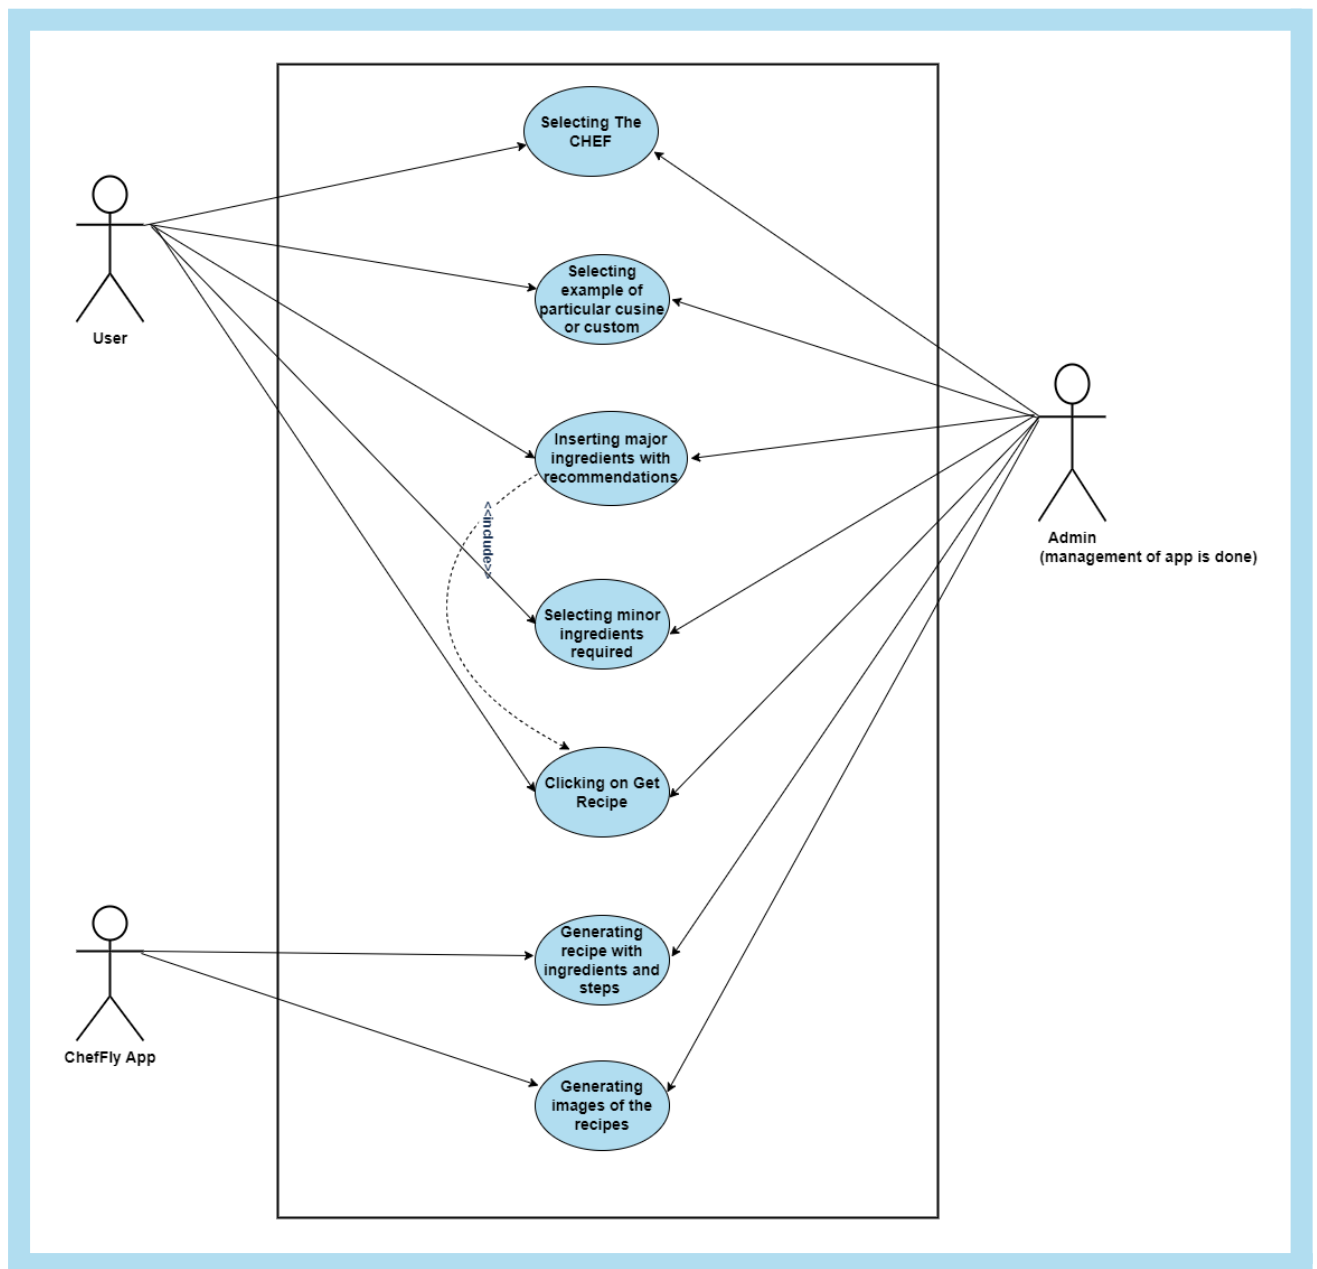 Selecting The
CHEF
User
Selecting
example of
particular cusine
or custom
Inserting major
ingredients with
recommendations
<<include>>
Admin
(management of app is done)
Selecting minor
ingredients
required
Clicking on Get
Recipe
ChefFly App
Generating
recipe with
ingredients and
steps
Generating
images of the
recipes